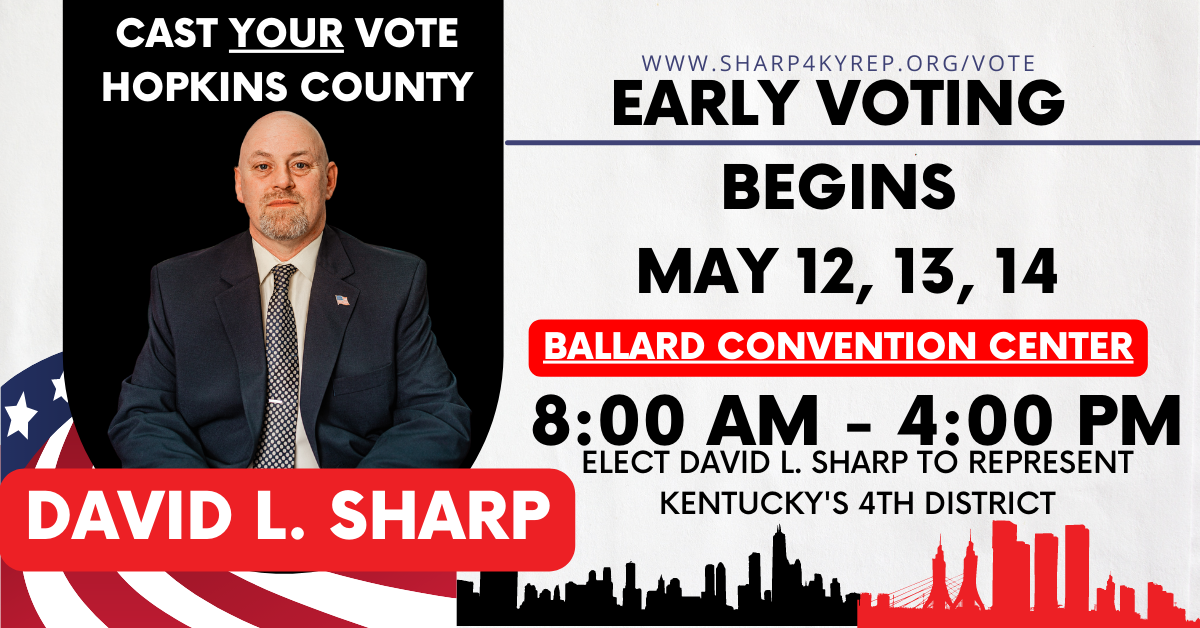 CAST YOUR VOTE
HOPKINS COUNTY
DAVID L. SHARP
WWW.SHARP4KYREP.ORG/VOTE
EARLY VOTING
BEGINS
MAY 12, 13, 14
BALLARD CONVENTION CENTER
8:00 AM - 4:00 PM
ELECT DAVID L. SHARP TO REPRESENT
KENTUCKY'S 4TH DISTRICT